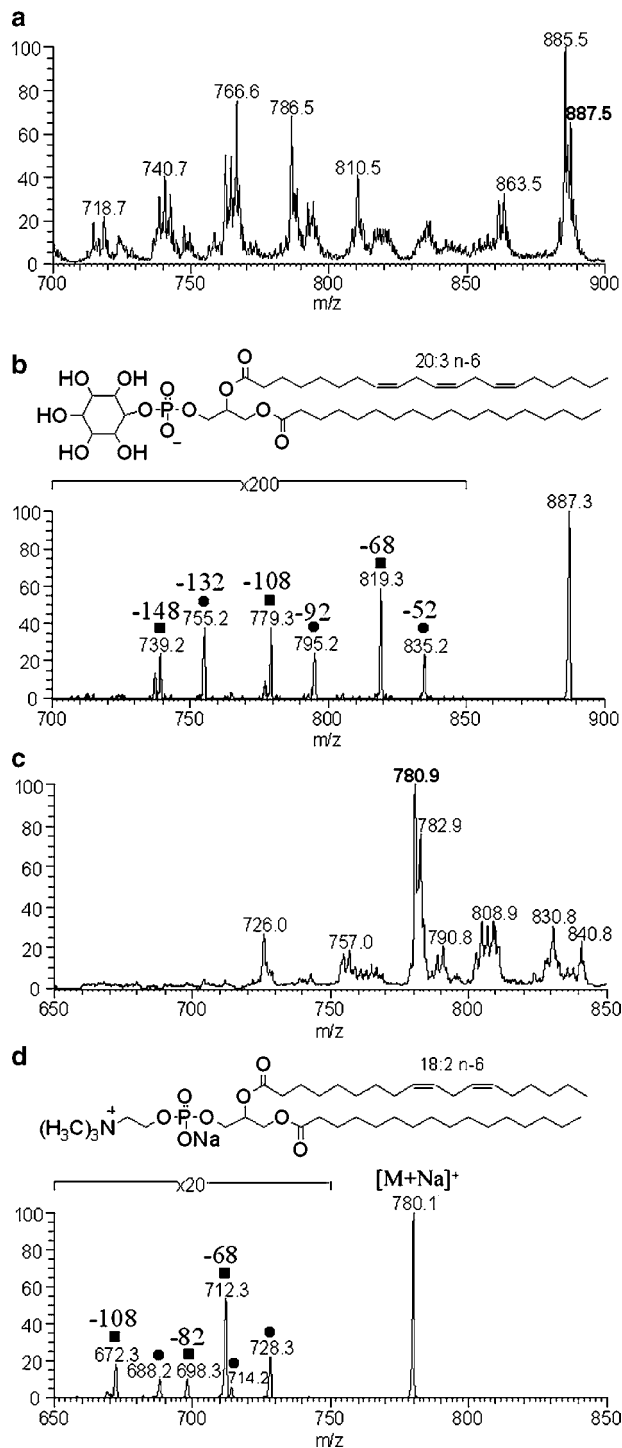 a
885.5
100
887.5
766.6
80
786.5
60
740.7
810.5
40
718.7
863.5
20
0
700 750 800 850 900
m/z
b
20:3 n-6
HO OH
O
HO O P O O
O
HO OH O− O
x200
100
887.3
-68
80
-132 -108
819.3
60
-148 755.2 779.3 -92 -52
40
739.2 795.2 835.2
20
0
700 750 800 850 900
m/z
c
780.9
100
782.9
80
60
40
726.0 757.0 790.8 808.9 830.8 840.8
20
0
650 700 750 800 850
m/z
d
18:2 n-6
O
O O
(H3C)3N+ O P O O
ONa O
x20
[M+Na]+
780.1
100
-68
80
712.3
60
-108
40
-82 728.3
672.3 688.2 698.3 714.2
20
0
650 700 750 800 850
m/z